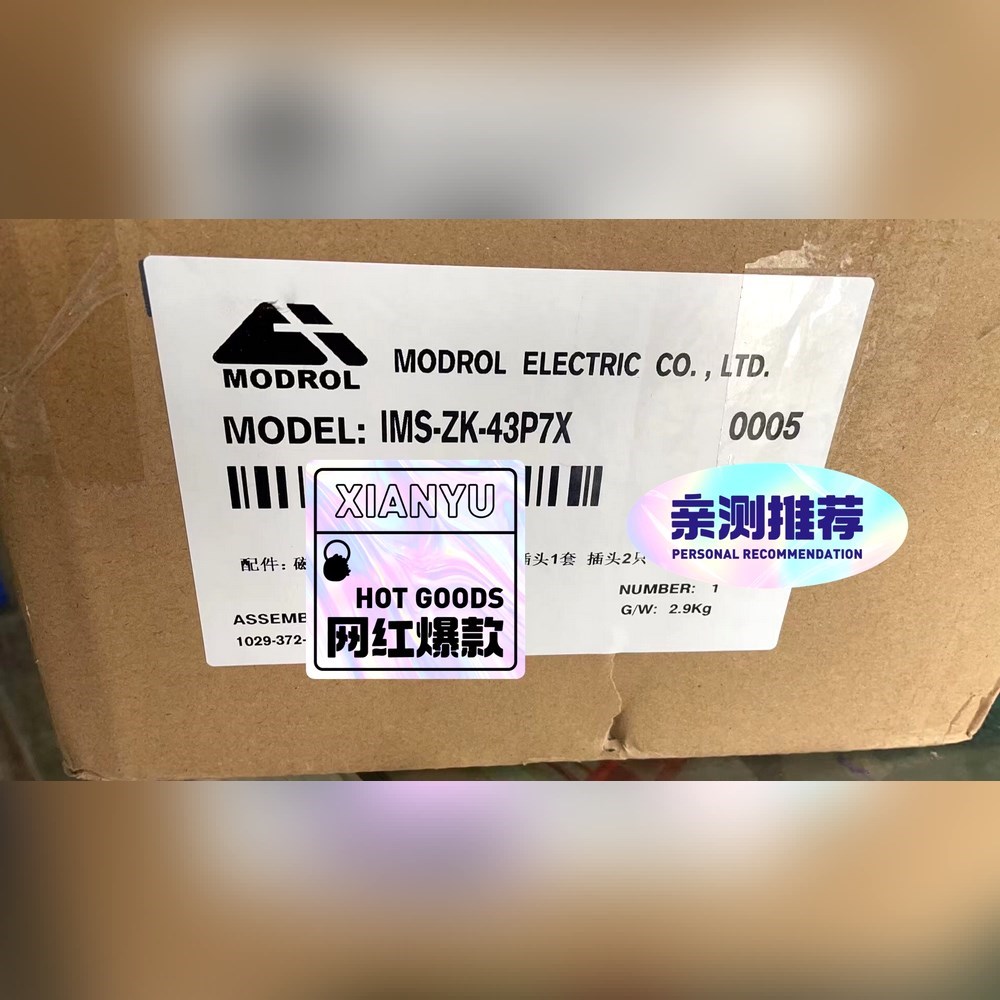 MODROL
MODROL ELECTRIC CO., LTD.
MODEL: IMS-ZK-43P7X 0005
XIANYU
亲测推荐
PERSONAL RECOMMENDATION
配件:
插头1套 插头2只
HOT GOODS
网红爆款
NUMBER: 1
G/W: 2.9Kg
ASSEMB
1029-372-